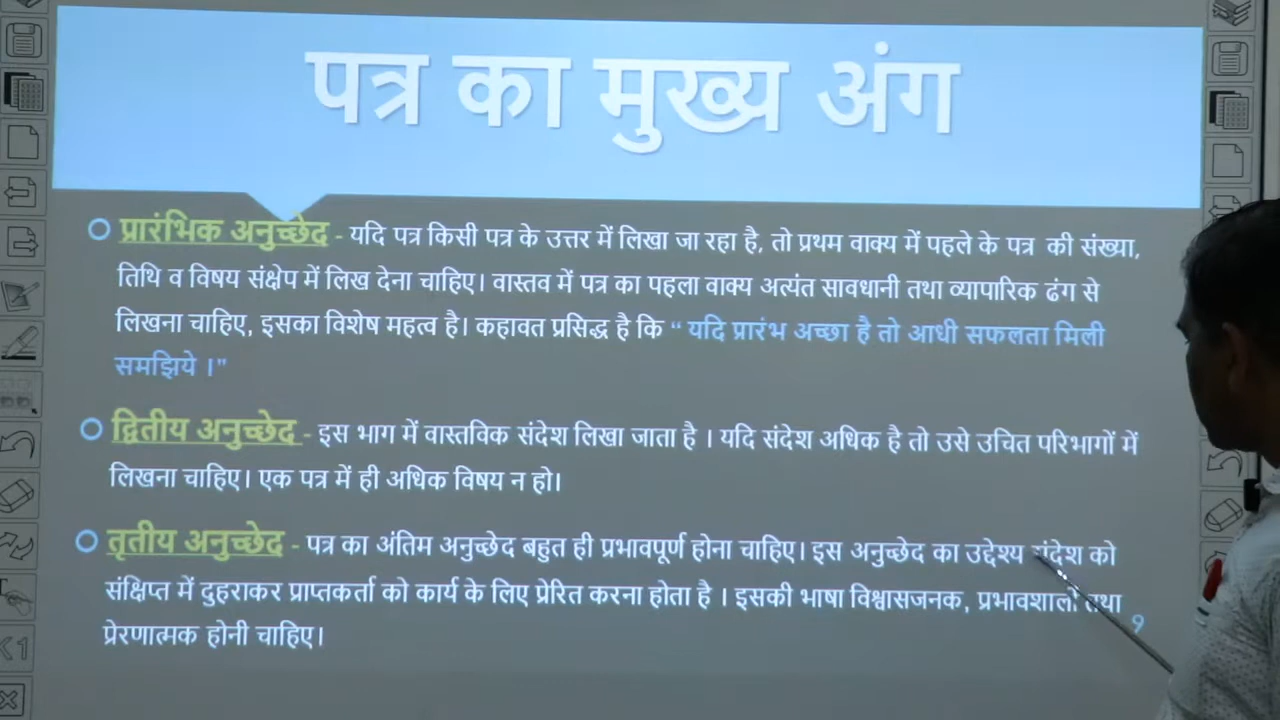 पत्र का मुख्य अंग
प्रारंभिक अनुच्छेद - यदि पत्र किसी पत्र के उत्तर में लिखा जा रहा है, तो प्रथम वाक्य में पहले के पत्र की संख्या,
तिथि व विषय संक्षेप में लिख देना चाहिए। वास्तव में पत्र का पहला वाक्य अत्यंत सावधानी तथा व्यापारिक ढंग से
लिखना चाहिए, इसका विशेष महत्व है। कहावत प्रसिद्ध है कि “ यदि प्रारंभ अच्छा है तो आधी सफलता मिली
समझिये ।”
द्वितीय अनुच्छेद - इस भाग में वास्तविक संदेश लिखा जाता है । यदि संदेश अधिक है तो उसे उचित परिभागों में
लिखना चाहिए। एक पत्र में ही अधिक विषय न हो।
तृतीय अनुच्छेद - पत्र का अंतिम अनुच्छेद बहुत ही प्रभावपूर्ण होना चाहिए। इस अनुच्छेद का उद्देश्य संदेश को
संक्षिप्त में दुहराकर प्राप्तकर्ता को कार्य के लिए प्रेरित करना होता है । इसकी भाषा विश्वासजनक, प्रभावशाली तथा
प्रेरणात्मक होनी चाहिए।
9